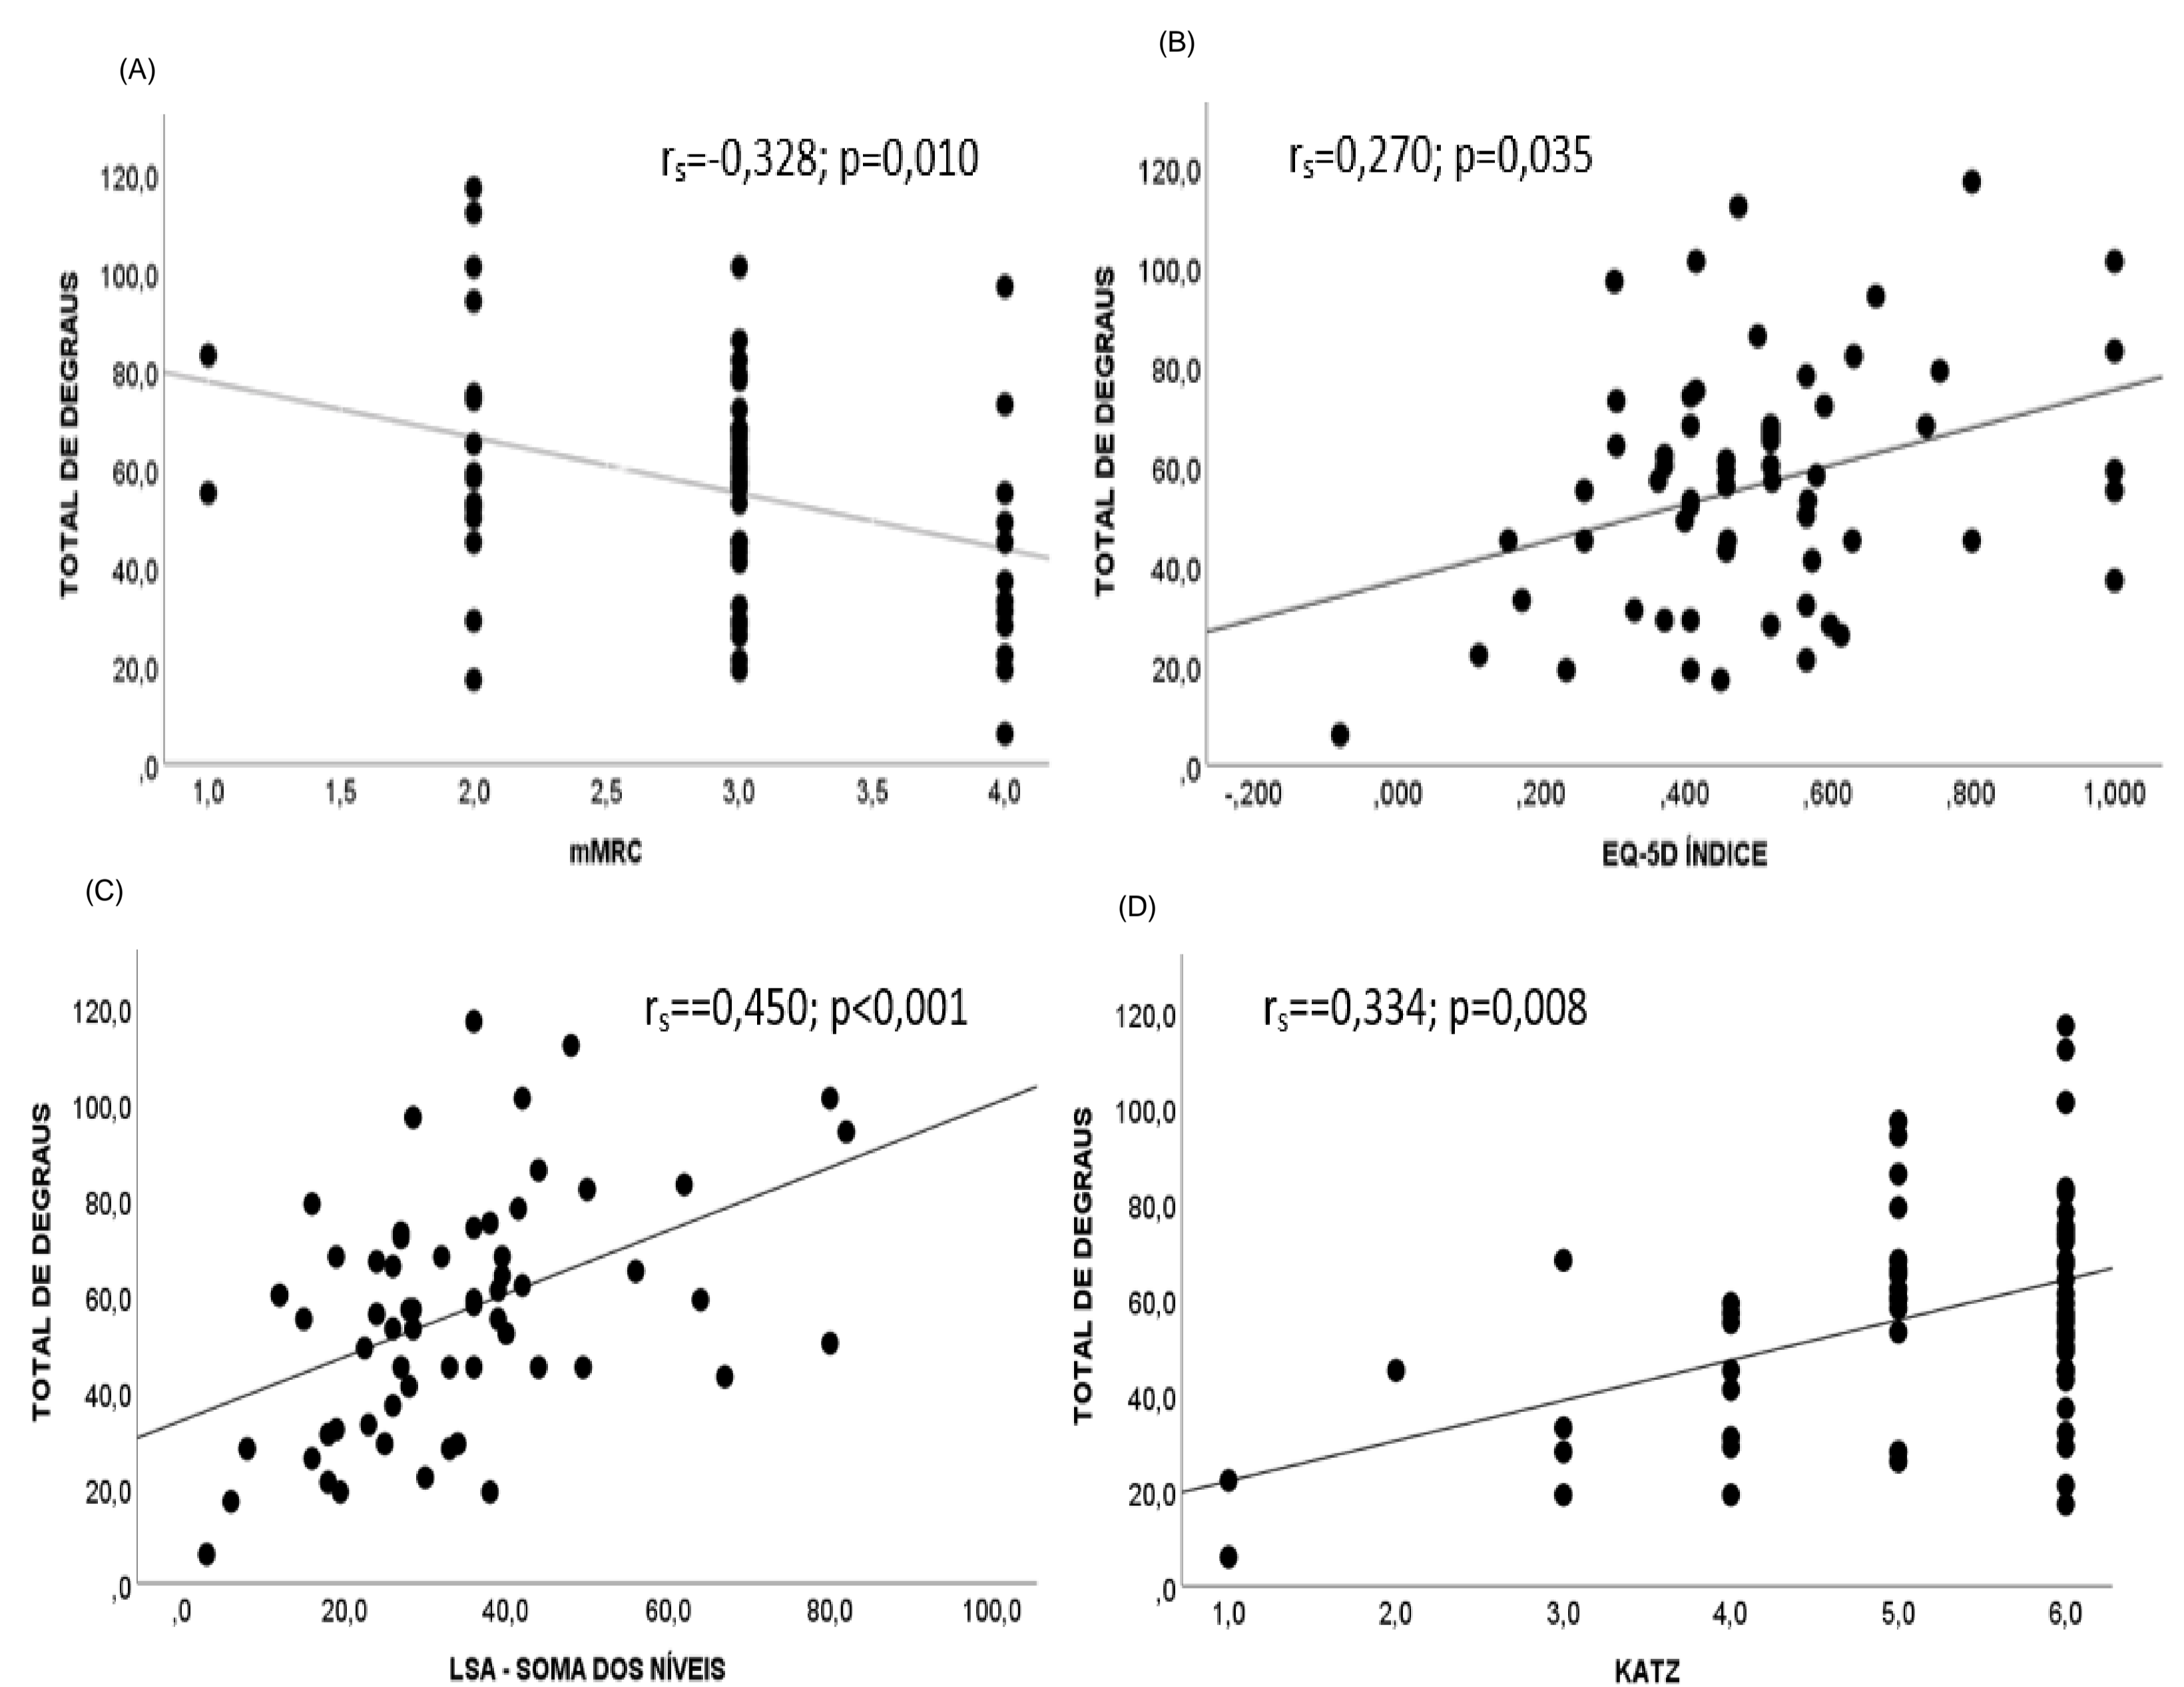 (A)
rs=-0,328; p=0,010
TOTAL DE DEGRAUS
120,0
100,0
80,0
60,0
40,0
20,0
,0
1,0 1,5 2,0 2,5 3,0 3,5 4,0
mMRC
(B)
rs=0,270; p=0,035
TOTAL DE DEGRAUS
120,0
100,0
80,0
60,0
40,0
20,0
,0
-,200 ,000 ,200 ,400 ,600 ,800 1,000
EQ-5D ÍNDICE
(C)
rs==0,450; p<0,001
TOTAL DE DEGRAUS
120,0
100,0
80,0
60,0
40,0
20,0
,0
,0 20,0 40,0 60,0 80,0 100,0
LSA - SOMA DOS NÍVEIS
(D)
rs==0,334; p=0,008
TOTAL DE DEGRAUS
120,0
100,0
80,0
60,0
40,0
20,0
,0
1,0 2,0 3,0 4,0 5,0 6,0
KATZ